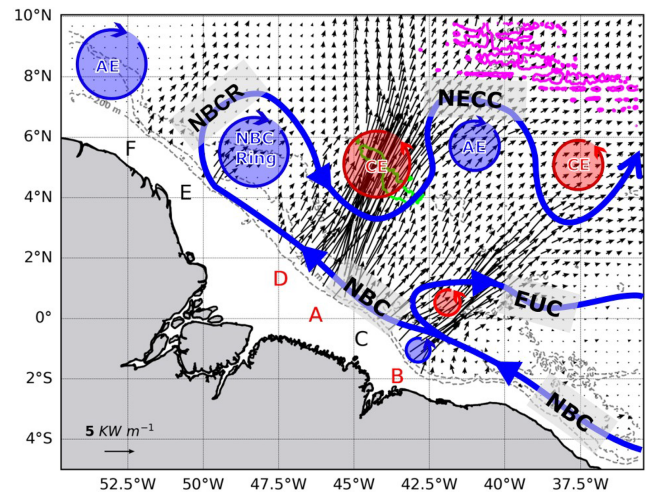 10°N
8°N
6°N
4°N
2°N
0°
2°S
4°S
AE
200 m
NBCR
NECC
NBC
Ring
CE
AE
CE
F
E
D
A
NBC
EUC
C
B
NBC
5 KW m−1
52.5°W
50°W
47.5°W
45°W
42.5°W
40°W
37.5°W